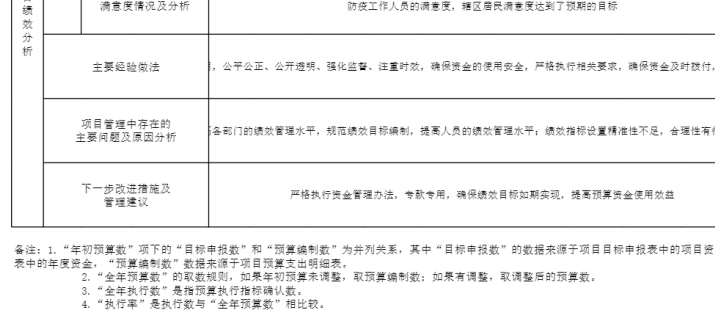 绩
效
分
析
满意度情况及分析
防疫工作人员的满意度，辖区居民满意度达到了预期的目标
主要经验做法
，公平公正、公开透明、强化监督、注重时效，确保资金的使用安全，严格执行相关要求，确保资金及时拨付，
项目管理中存在的
主要问题及原因分析
各部门的绩效管理水平，规范绩效目标编制，提高人员的绩效管理水平；绩效指标设置精准性不足，合理性有
下一步改进措施及
管理建议
严格执行资金管理办法，专款专用，确保绩效目标如期实现，提高预算资金使用效益
备注：1.“年初预算数”项下的“目标申报数”和“预算编制数”为并列关系，其中“目标申报数”的数据来源于项目目标申报表中的项目资
表中的年度资金，“预算编制数”数据来源于项目预算支出明细表。
2.“全年预算数”的取数规则，如果年初预算未调整，取预算编制数；如果有调整，取调整后的预算数。
3.“全年执行数”是指预算执行指标确认数。
4.“执行率”是执行数与“全年预算数”相比较。